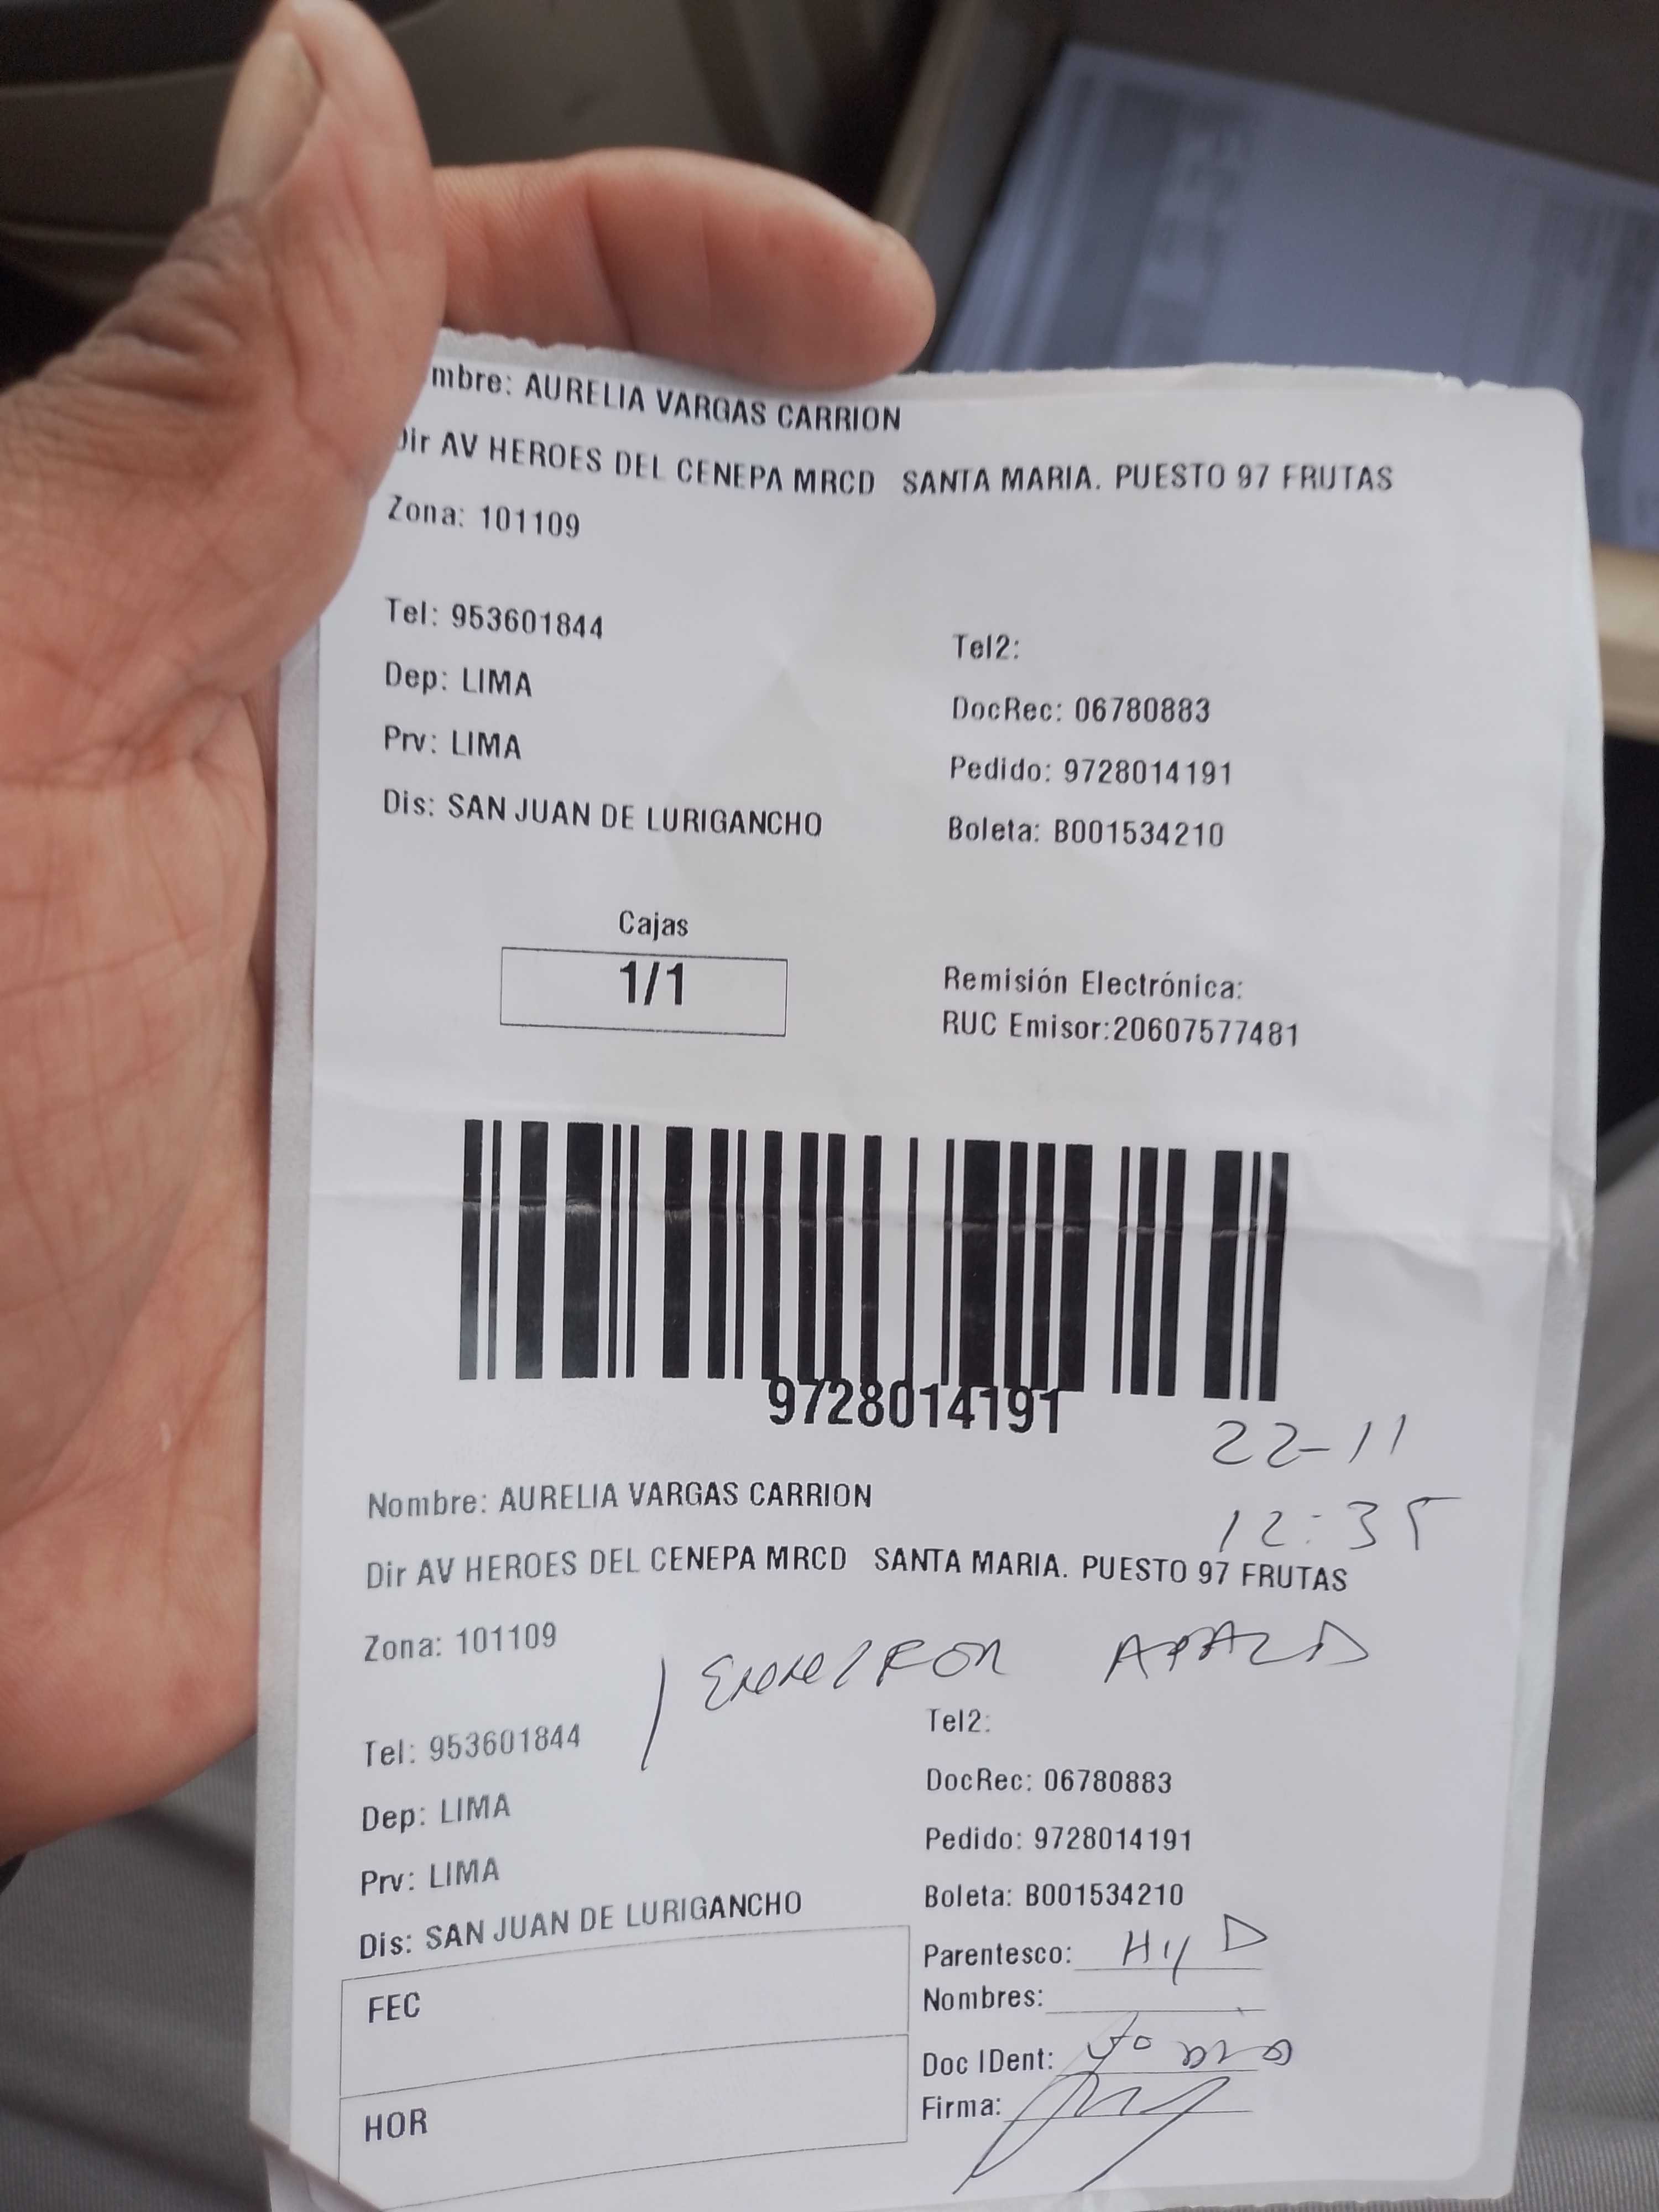 mbre: AURELIA VARGAS CARRION
Dir AV HEROES DEL CENEPA MRCD SANTA MARIA. PUESTO 97 FRUTAS
Zona: 101109
Tel: 953601844
Tel2:
Dep: LIMA
DocRec: 06780883
Prv: LIMA
Pedido: 9728014191
Dis: SAN JUAN DE LURIGANCHO
Boleta: B001534210
Cajas
1/1
Remisión Electrónica:
RUC Emisor:20607577481
9728014191
22-11
Nombre: AURELIA VARGAS CARRION
12:35
Dir AV HEROES DEL CENEPA MRCD SANTA MARIA. PUESTO 97 FRUTAS
Zona: 101109
Tel: 953601844
Tel2:
DocRec: 06780883
Dep: LIMA
Pedido: 9728014191
Prv: LIMA
Boleta: B001534210
Dis: SAN JUAN DE LURIGANCHO
Parentesco:
FEC
Nombres:
Doc IDent:
Firma:
HOR